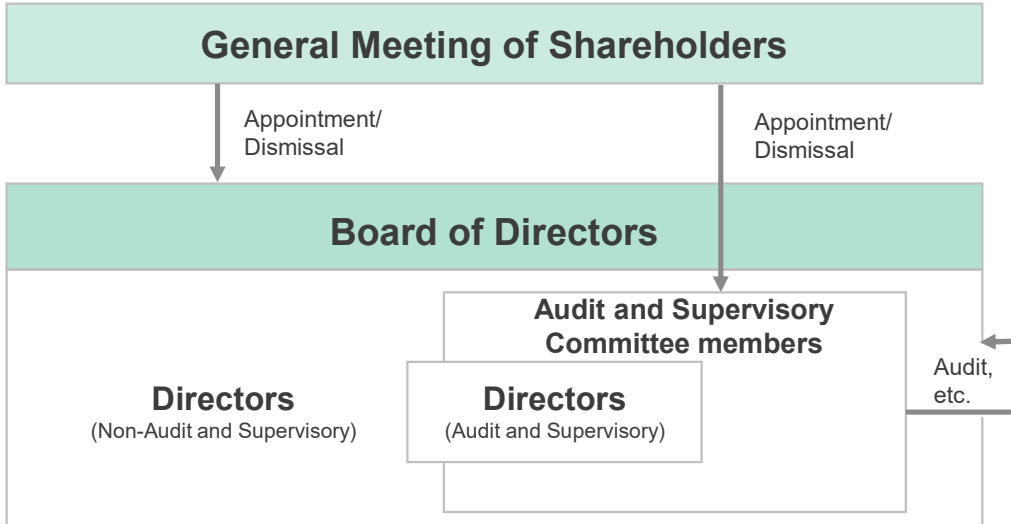 General Meeting of Shareholders
Appointment/
Dismissal
Appointment/
Dismissal
Board of Directors
Audit and Supervisory
Committee members
Directors
(Non-Audit and Supervisory)
Directors
(Audit and Supervisory)
Audit,
etc.